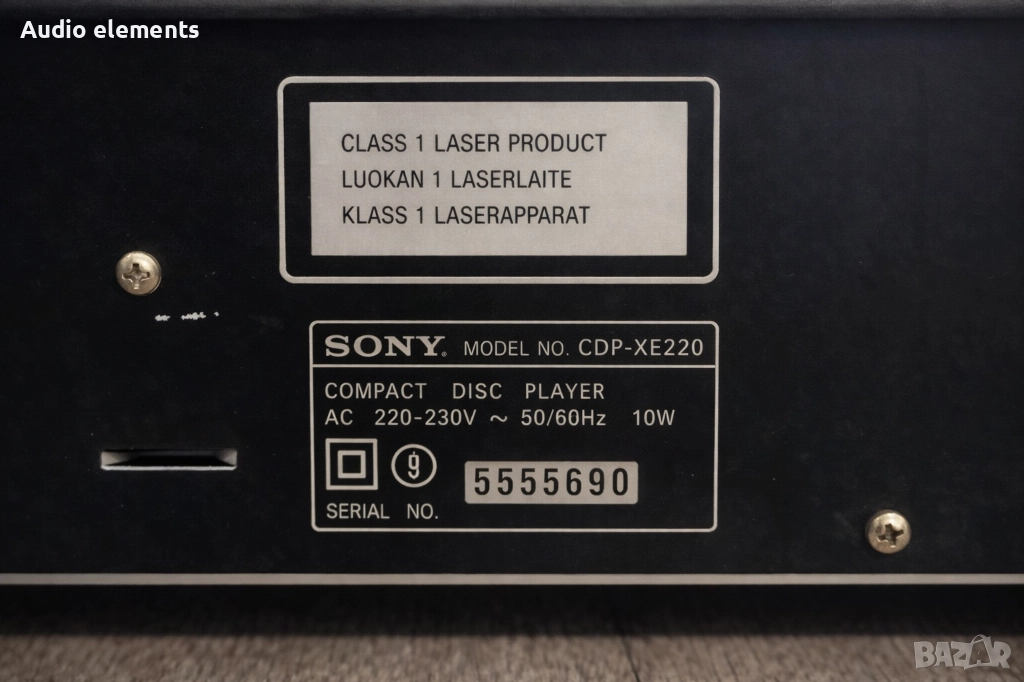 Audio elements
CLASS 1 LASER PRODUCT
LUOKAN 1 LASERLAITE
KLASS 1 LASERAPPARAT
SONY. MODEL NO. CDP-XE220
COMPACT DISC PLAYER
AC 220-230V ~ 50/60Hz 10W
9
5555690
SERIAL NO.
BAZAR